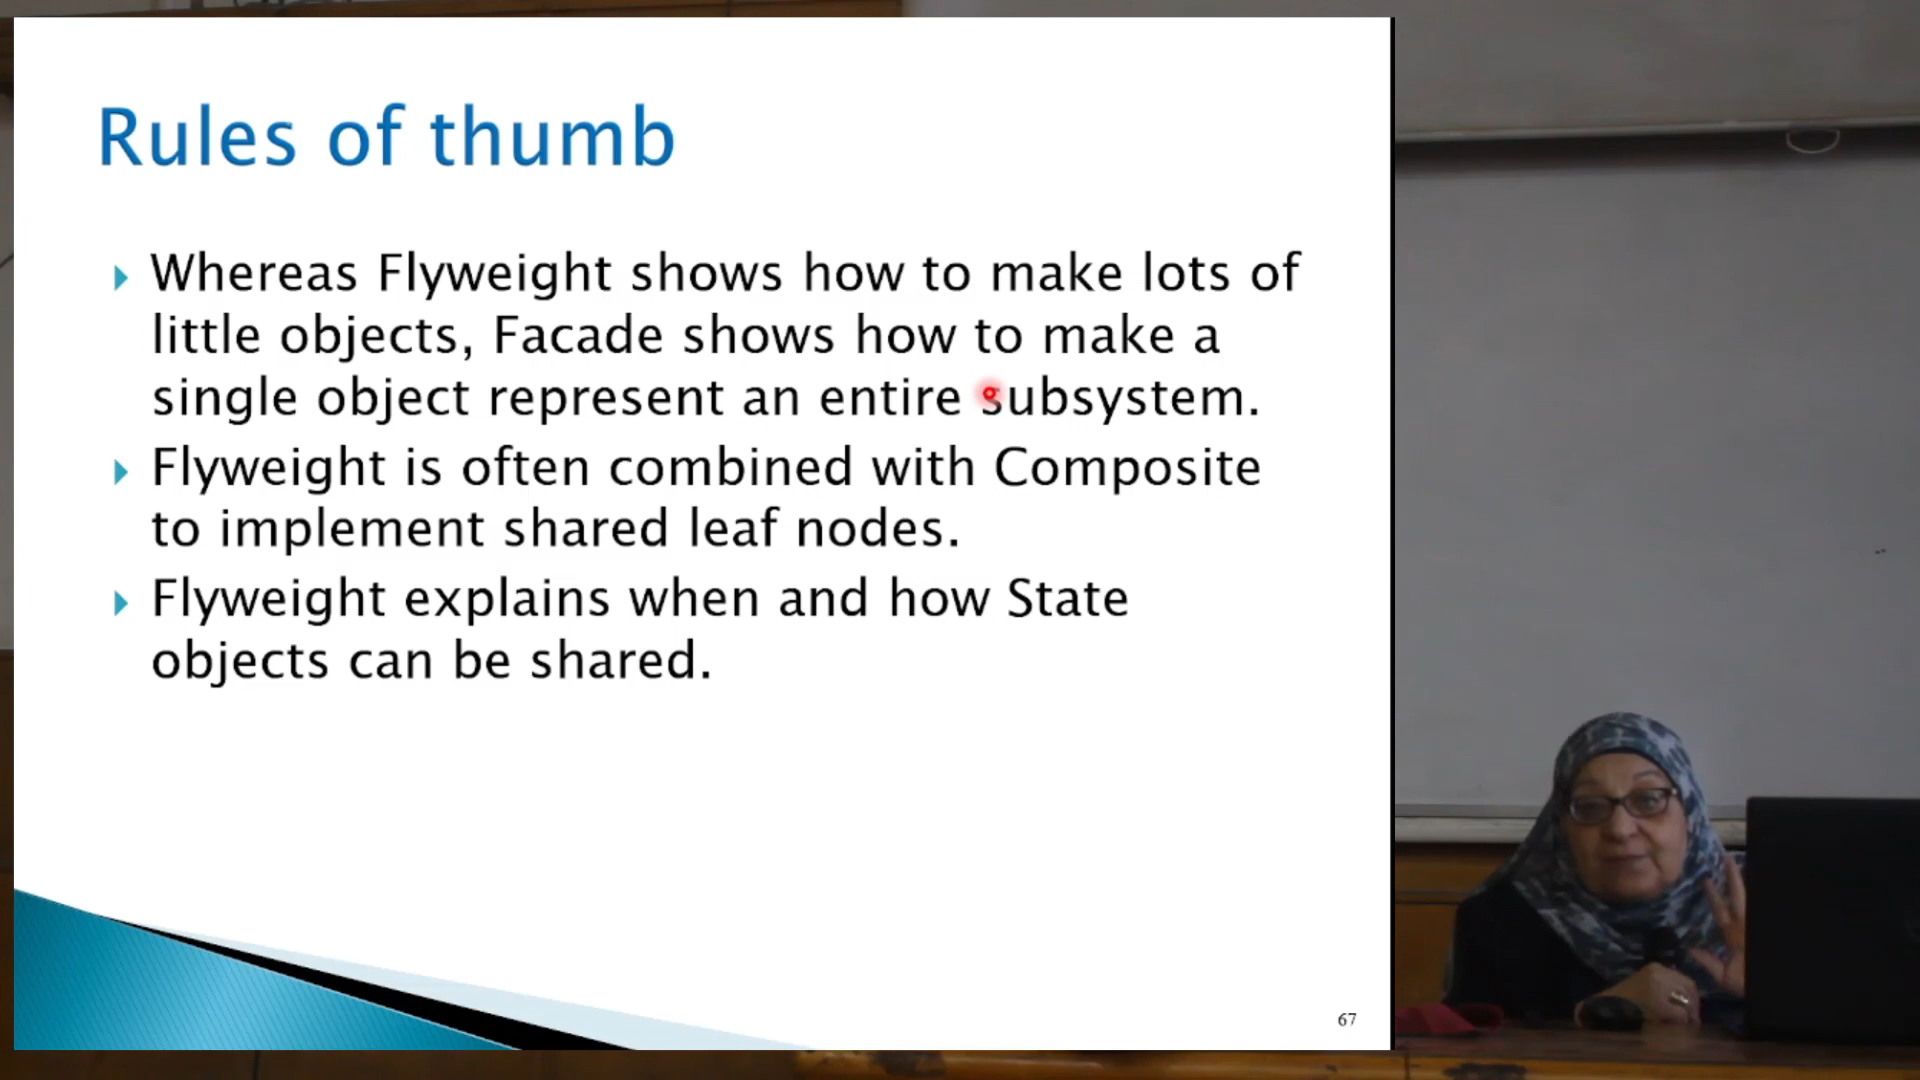 Rules of thumb
Whereas Flyweight shows how to make lots of
little objects, Facade shows how to make a
single object represent an entire subsystem.
Flyweight is often combined with Composite
to implement shared leaf nodes.
Flyweight explains when and how State
objects can be shared.
67